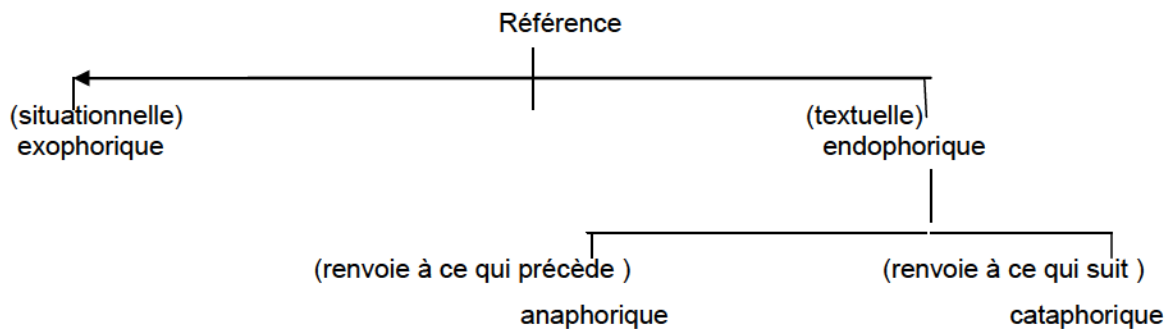 Référence
(situationnelle) (textuelle)
exophorique endophorique
(renvoie à ce qui précède ) (renvoie à ce qui suit )
anaphorique cataphorique